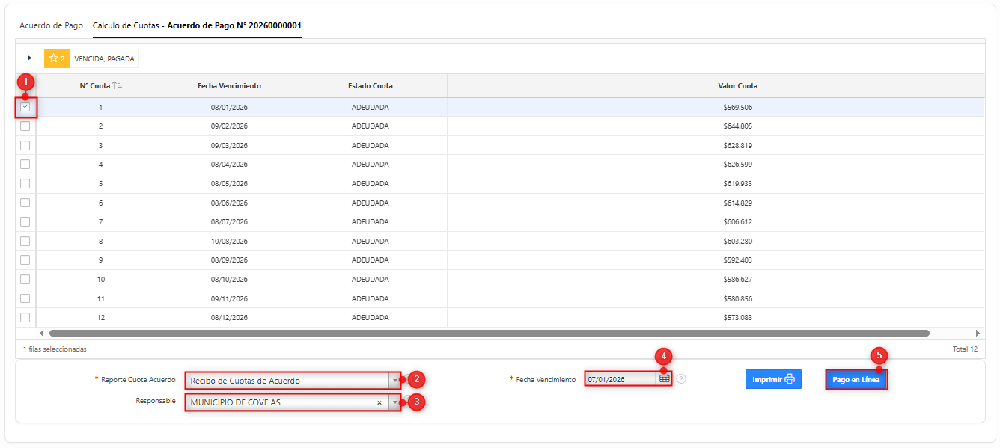 Acuerdo de Pago Cálculo de Cuotas - Acuerdo de Pago N° 20260000001
2 VENCIDA, PAGADA
1
N° Cuota Fecha Vencimiento Estado Cuota Valor Cuota
1 08/01/2026 ADEUDADA $569.506
2 09/02/2026 ADEUDADA $644.805
3 09/03/2026 ADEUDADA $628.819
4 08/04/2026 ADEUDADA $626.599
5 08/05/2026 ADEUDADA $619.933
6 08/06/2026 ADEUDADA $614.829
7 08/07/2026 ADEUDADA $606.612
8 10/08/2026 ADEUDADA $603.280
9 08/09/2026 ADEUDADA $592.403
10 08/10/2026 ADEUDADA $586.627
11 09/11/2026 ADEUDADA $580.856
12 08/12/2026 ADEUDADA $573.083
1 filas seleccionadas Total 12
4 5
* Reporte Cuota Acuerdo Recibo de Cuotas de Acuerdo 2 * Fecha Vencimiento 07/01/2026 ? Imprimir Pago en Línea
Responsable MUNICIPIO DE COVE AS × 3